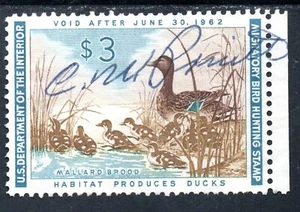 VOID AFTER JUNE 30, 1962
$3
U.S. DEPARTMENT OF THE INTERIOR
MIGRATORY BIRD HUNTING STAMP
MALLARD BROOD
HABITAT PRODUCES DUCKS